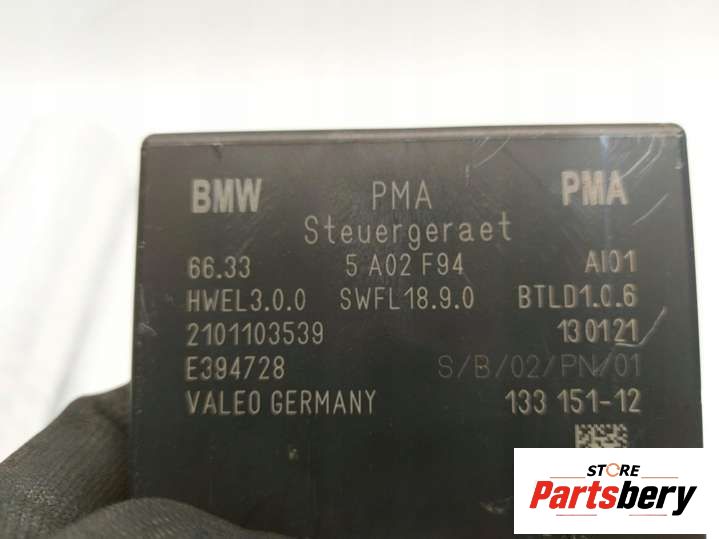 BMW PMA PMA
Steuergeraet
66.33 5 A02 F94 AI01
HWEL3.0.0 SWFL18.9.0 BTLD1.0.6
2101103539 130121
E394728 S/B/02/PN/01
VALEO GERMANY 133 151-12
STORE
Partsbery